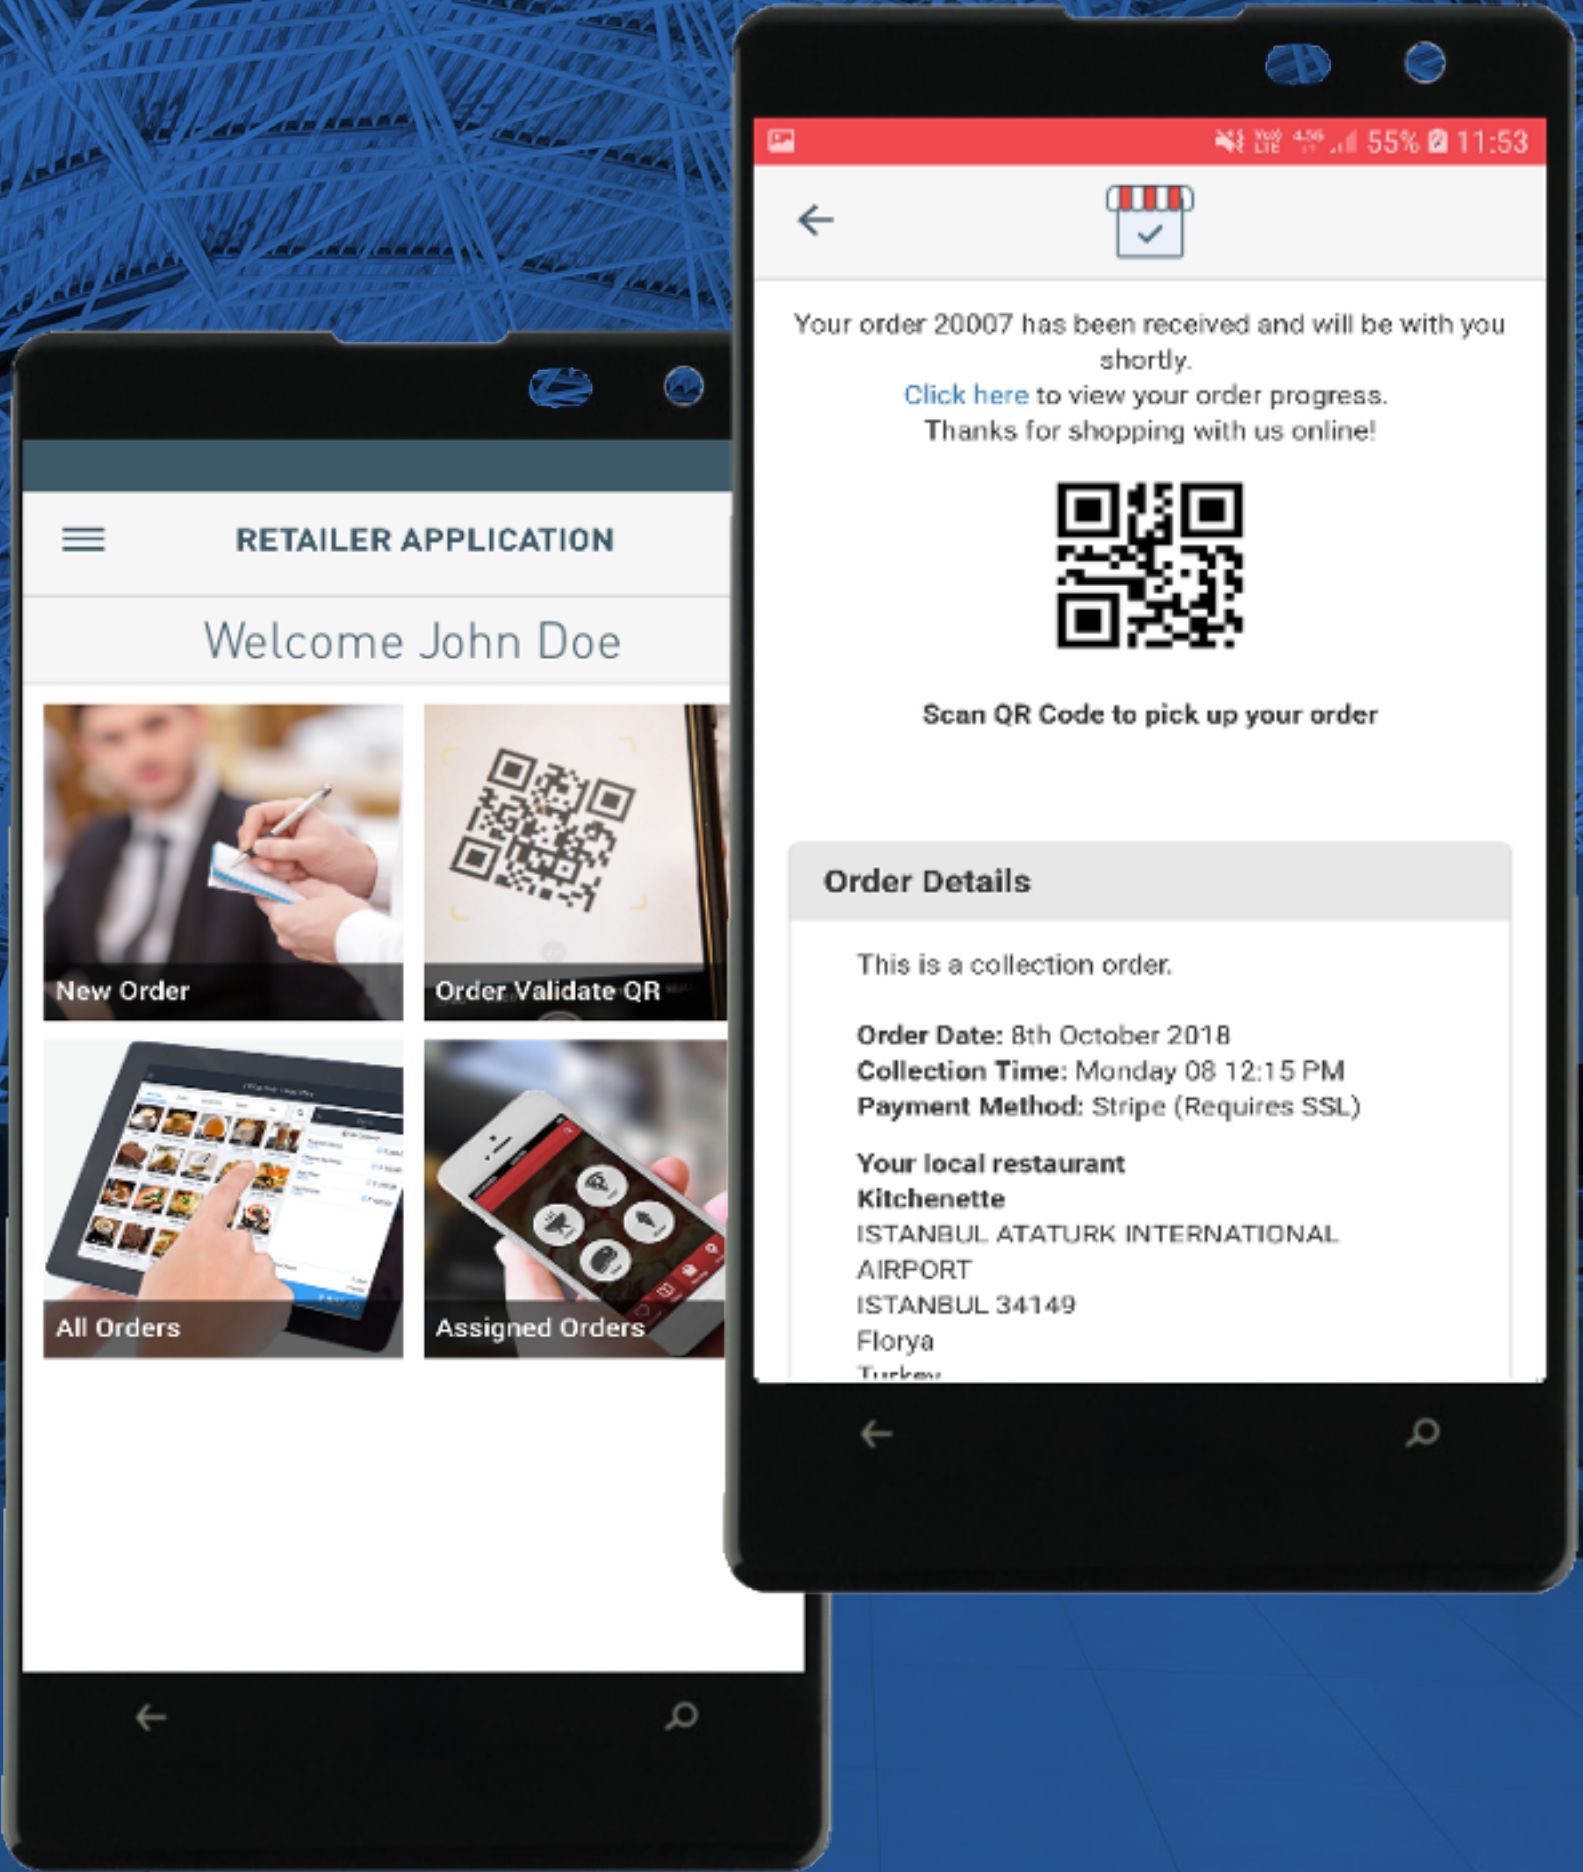 RETAILER APPLICATION
Welcome John Doe
New Order
Order Validate QR
All Orders
Assigned Orders
55% 11:53
Your order 20007 has been received and will be with you
shortly.
Click here to view your order progress.
Thanks for shopping with us online!
Scan QR Code to pick up your order
Order Details
This is a collection order.
Order Date: 8th October 2018
Collection Time: Monday 08 12:15 PM
Payment Method: Stripe (Requires SSL)
Your local restaurant
Kitchenette
ISTANBUL ATATURK INTERNATIONAL
AIRPORT
ISTANBUL 34149
Florya
Turkey